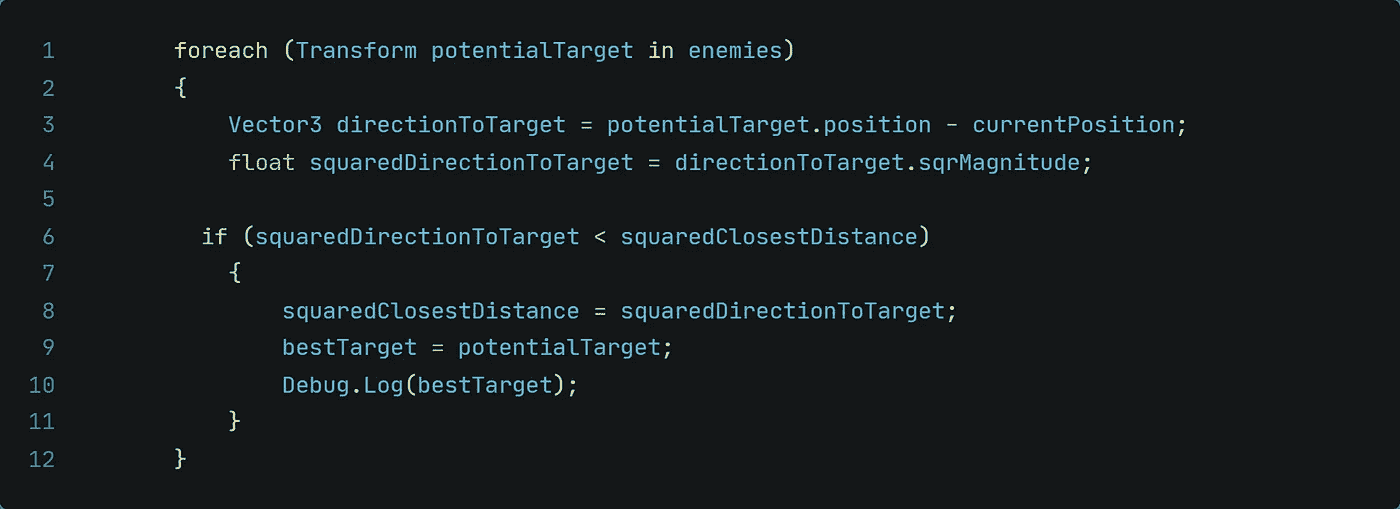 1 foreach (Transform potentialTarget in enemies)
2 {
3 Vector3 directionToTarget = potentialTarget.position - currentPosition;
4 float squaredDirectionToTarget = directionToTarget.sqrMagnitude;
5
6 if (squaredDirectionToTarget < squaredClosestDistance)
7 {
8 squaredClosestDistance = squaredDirectionToTarget;
9 bestTarget = potentialTarget;
10 Debug.Log(bestTarget);
11 }
12 }